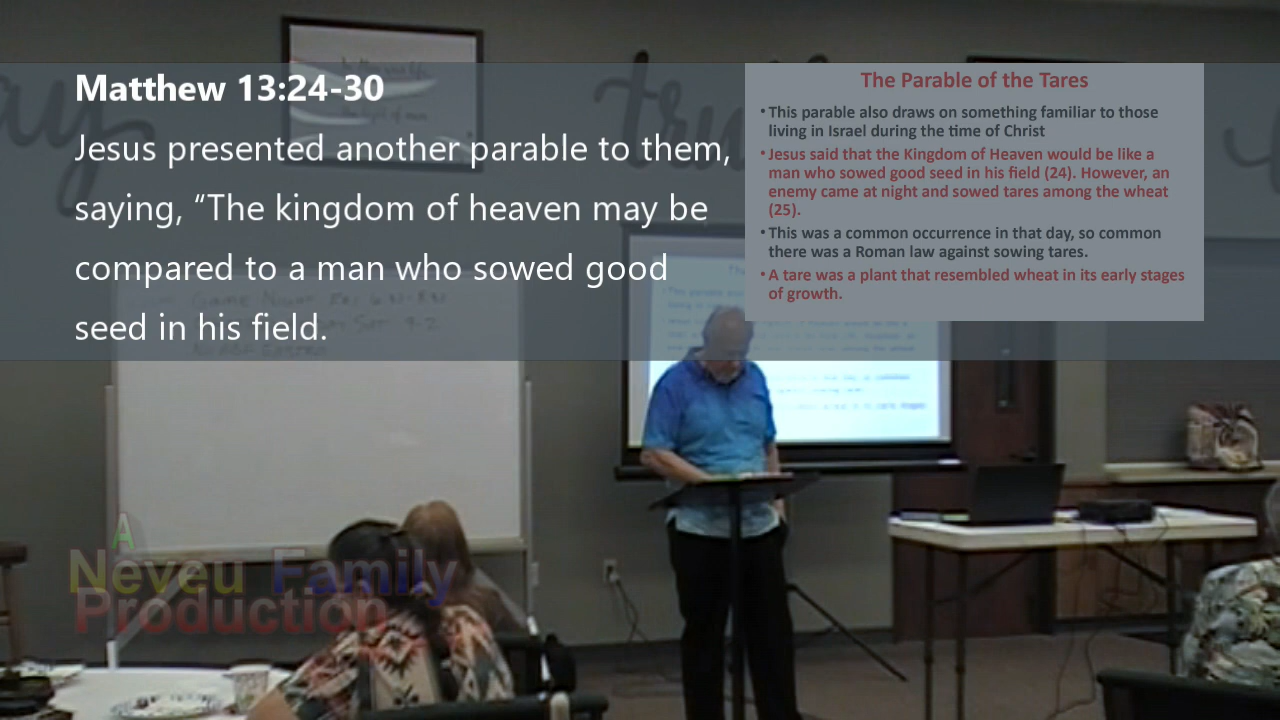 Matthew 13:24-30
Jesus presented another parable to them,
saying, “The kingdom of heaven may be
compared to a man who sowed good
seed in his field.
The Parable of the Tares
• This parable also draws on something familiar to those
living in Israel during the time of Christ
• Jesus said that the Kingdom of Heaven would be like a
man who sowed good seed in his field (24). However, an
enemy came at night and sowed tares among the wheat
(25).
• This was a common occurrence in that day, so common
there was a Roman law against sowing tares.
• A tare was a plant that resembled wheat in its early stages
of growth.
A
Neveu Family
Production